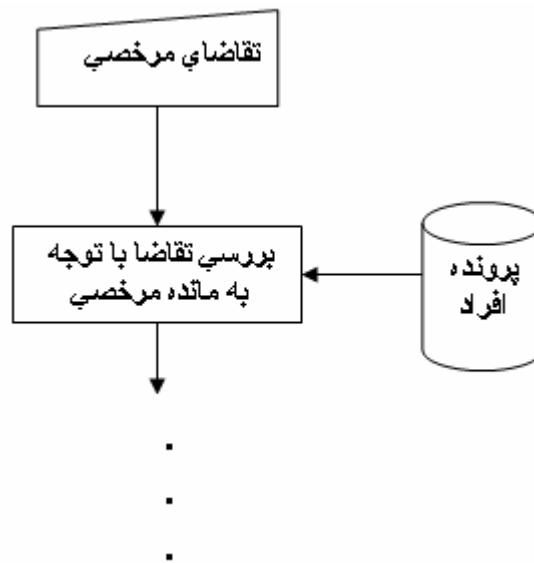 تقاضاي مرخصي
بررسي تقاضا با توجه
به مانده مرخصي
پرونده
افراد